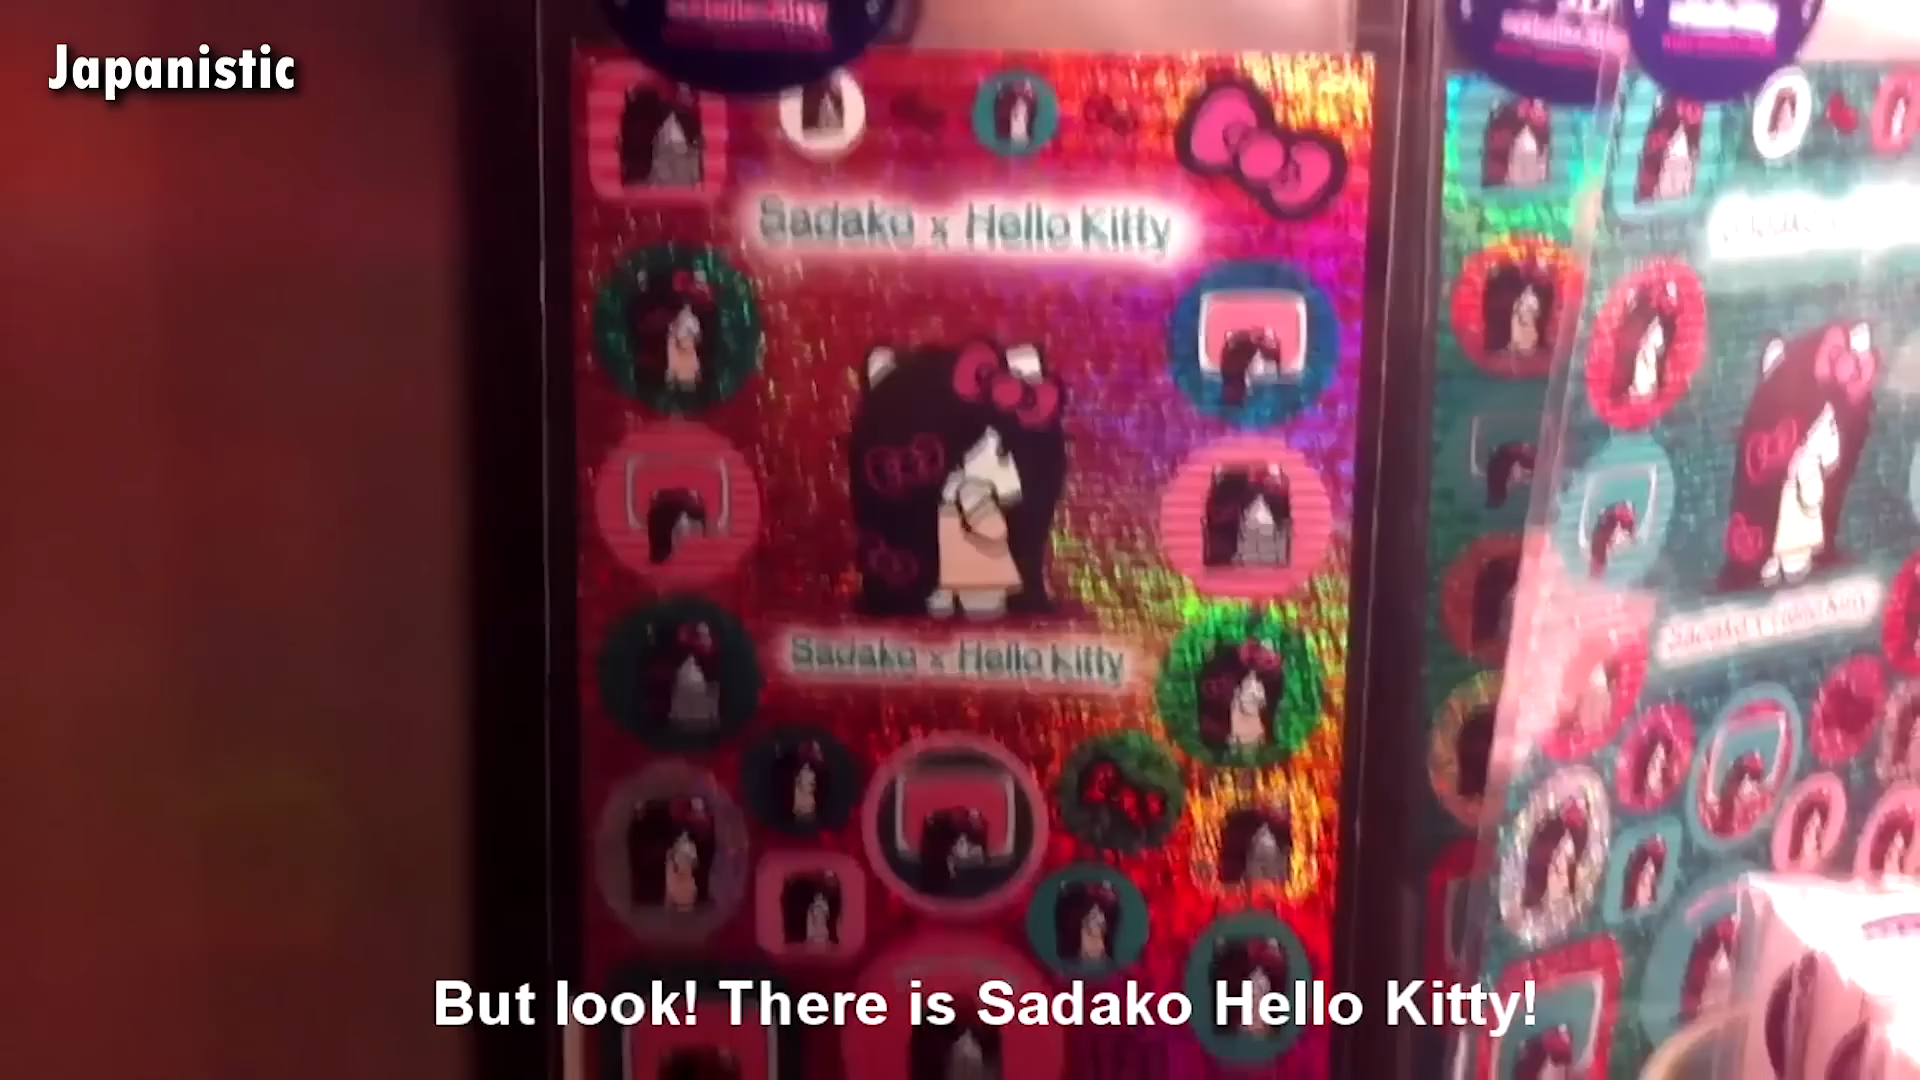 Japanistic
Sadako x Hello Kitty
Sadako x Hello Kitty
But look! There is Sadako Hello Kitty!